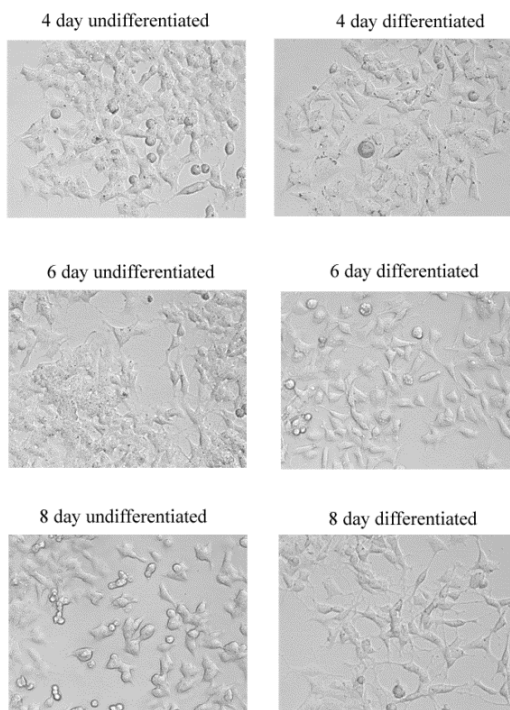 4 day undifferentiated
4 day differentiated
6 day undifferentiated
6 day differentiated
8 day undifferentiated
8 day differentiated